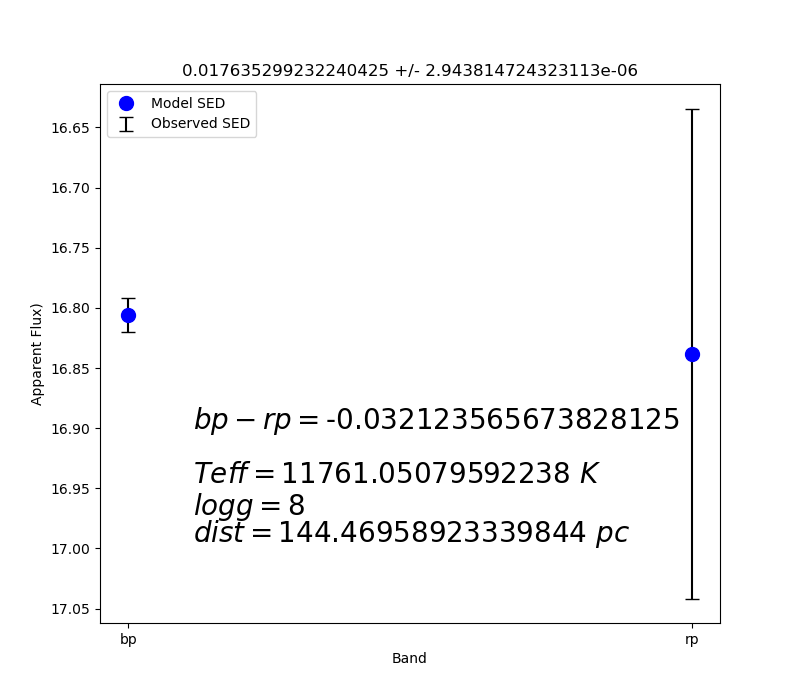 0.017635299232240425 +/- 2.943814724323113e-06
Model SED
Observed SED
16.65
16.70
16.75
16.80
16.85
16.90
16.95
17.00
17.05
Apparent Flux)
bp − rp = -0.032123565673828125
Teff = 11761.05079592238 K
logg = 8
dist = 144.46958923339844 pc
bp
rp
Band